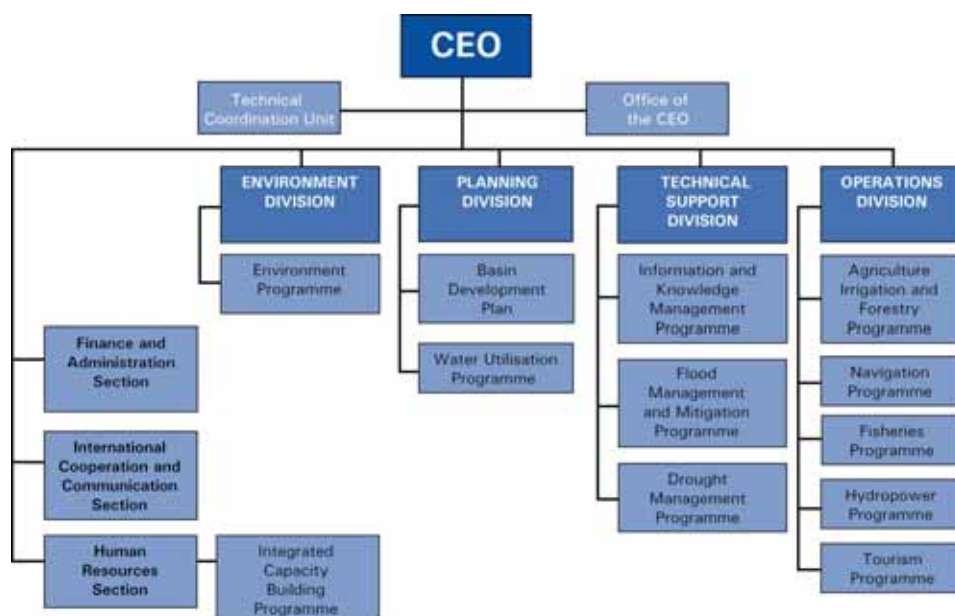 CEO
Technical
Coordination Unit
Office of
the CEO
ENVIRONMENT
DIVISION
PLANNING
DIVISION
TECHNICAL
SUPPORT
DIVISION
OPERATIONS
DIVISION
Environment
Programme
Basin
Development
Plan
Information and
Knowledge
Management
Programme
Agriculture
Irrigation and
Forestry
Programme
Finance and
Administration
Section
Water Utilisation
Programme
Flood
Management
and Mitigation
Programme
Navigation
Programme
Fisheries
Programme
International
Cooperation and
Communication
Section
Drought
Management
Programme
Hydropower
Programme
Human
Resources
Section
Integrated
Capacity
Building
Programme
Tourism
Programme